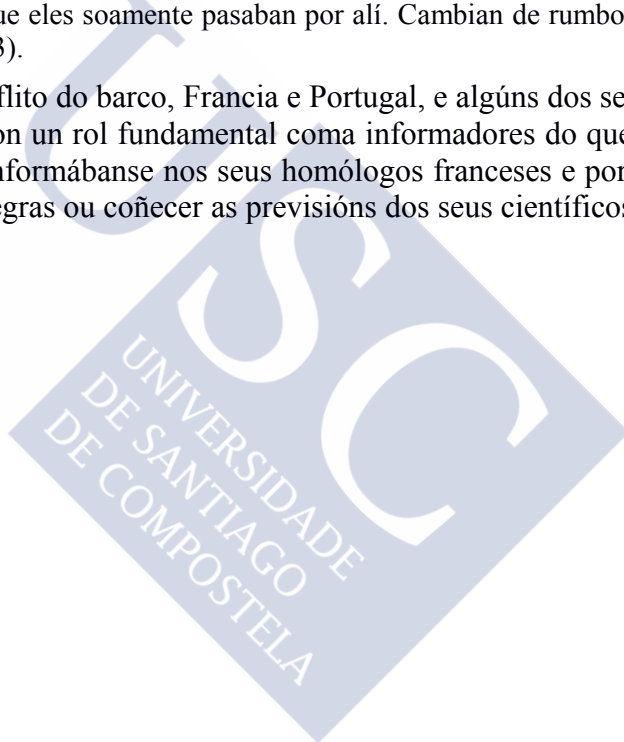 ue eles soamente pasaban por alí. Cambian de rumbo
3).
flito do barco, Francia e Portugal, e algúns dos se
on un rol fundamental coma informadores do que
nformábanse nos seus homólogos franceses e por
egras ou coñecer as previsións dos seus científicos
USC
UNIVERSIDADE
DE SANTIAGO
DE COMPOSTELA